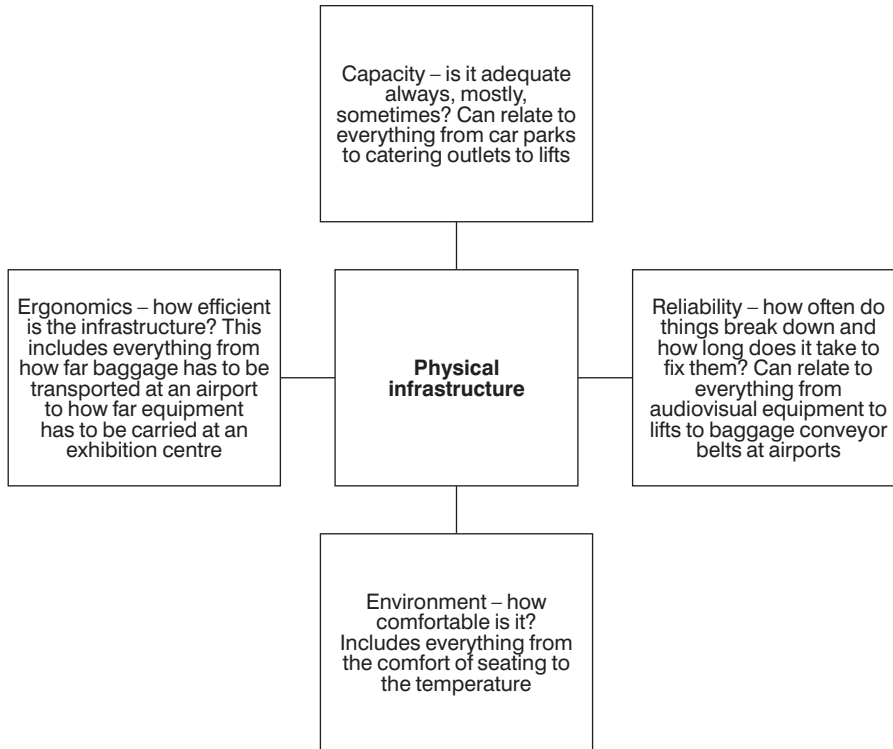 Capacity – is it adequate
always, mostly,
sometimes? Can relate to
everything from car parks
to catering outlets to lifts
Ergonomics – how efficient
is the infrastructure? This
includes everything from
how far baggage has to be
transported at an airport
to how far equipment
has to be carried at an
exhibition centre
Physical
infrastructure
Reliability – how often do
things break down and
how long does it take to
fix them? Can relate to
everything from
audiovisual equipment to
lifts to baggage conveyor
belts at airports
Environment – how
comfortable is it?
Includes everything from
the comfort of seating to
the temperature